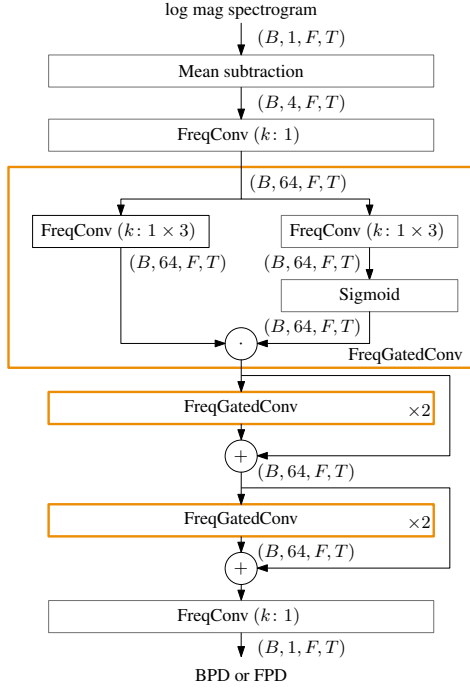 log mag spectrogram
(B, 1, F, T)
Mean subtraction
(B, 4, F, T)
FreqConv (k: 1)
(B, 64, F, T)
FreqConv (k: 1 × 3)
FreqConv (k: 1 × 3)
(B, 64, F, T)
(B, 64, F, T)
Sigmoid
(B, 64, F, T)
·
FreqGatedConv
FreqGatedConv ×2
+
(B, 64, F, T)
FreqGatedConv ×2
(B, 64, F, T)
+
FreqConv (k: 1)
(B, 1, F, T)
BPD or FPD